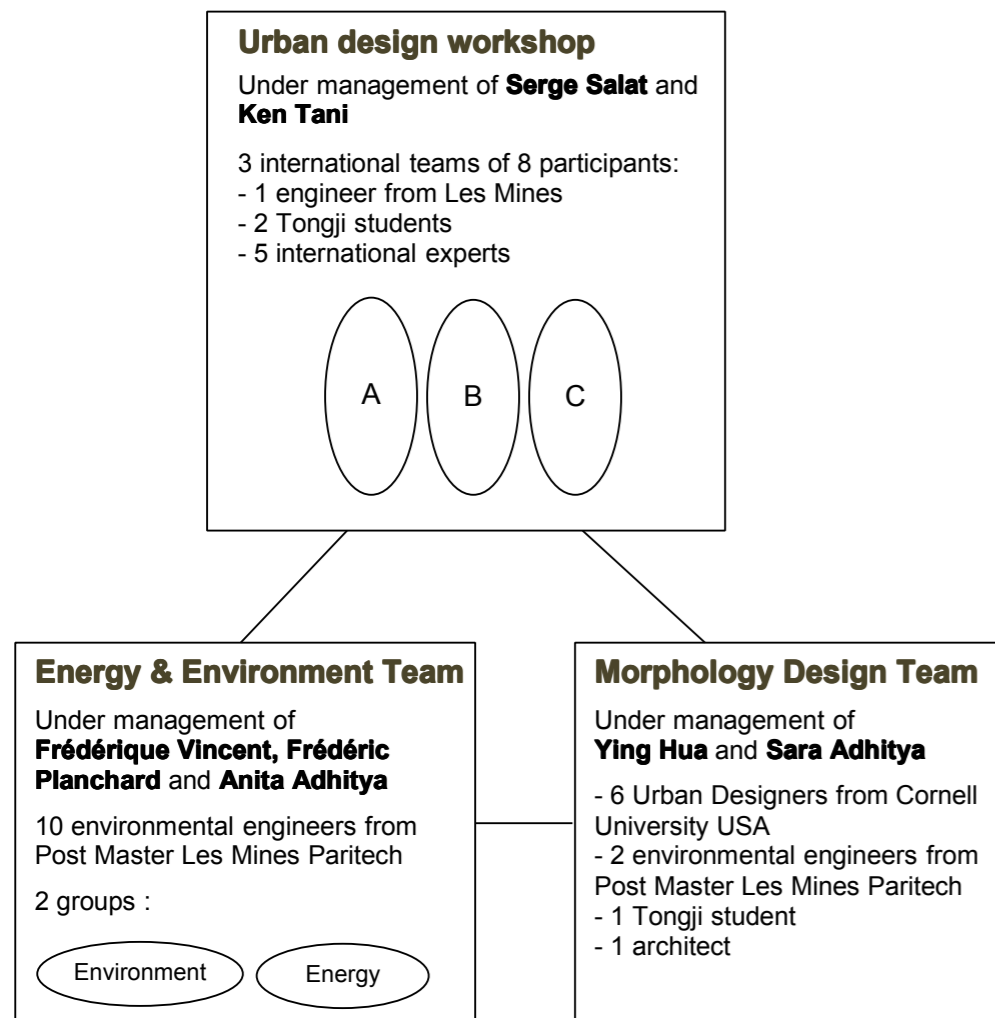 Urban design workshop
Under management of Serge Salat and
Ken Tani
3 international teams of 8 participants:
- 1 engineer from Les Mines
- 2 Tongji students
- 5 international experts
A
B
C
Energy & Environment Team
Under management of
Frédérique Vincent, Frédéric
Planchard and Anita Adhitya
10 environmental engineers from
Post Master Les Mines Paritech
2 groups :
Environment
Energy
Morphology Design Team
Under management of
Ying Hua and Sara Adhitya
- 6 Urban Designers from Cornell
University USA
- 2 environmental engineers from
Post Master Les Mines Paritech
- 1 Tongji student
- 1 architect